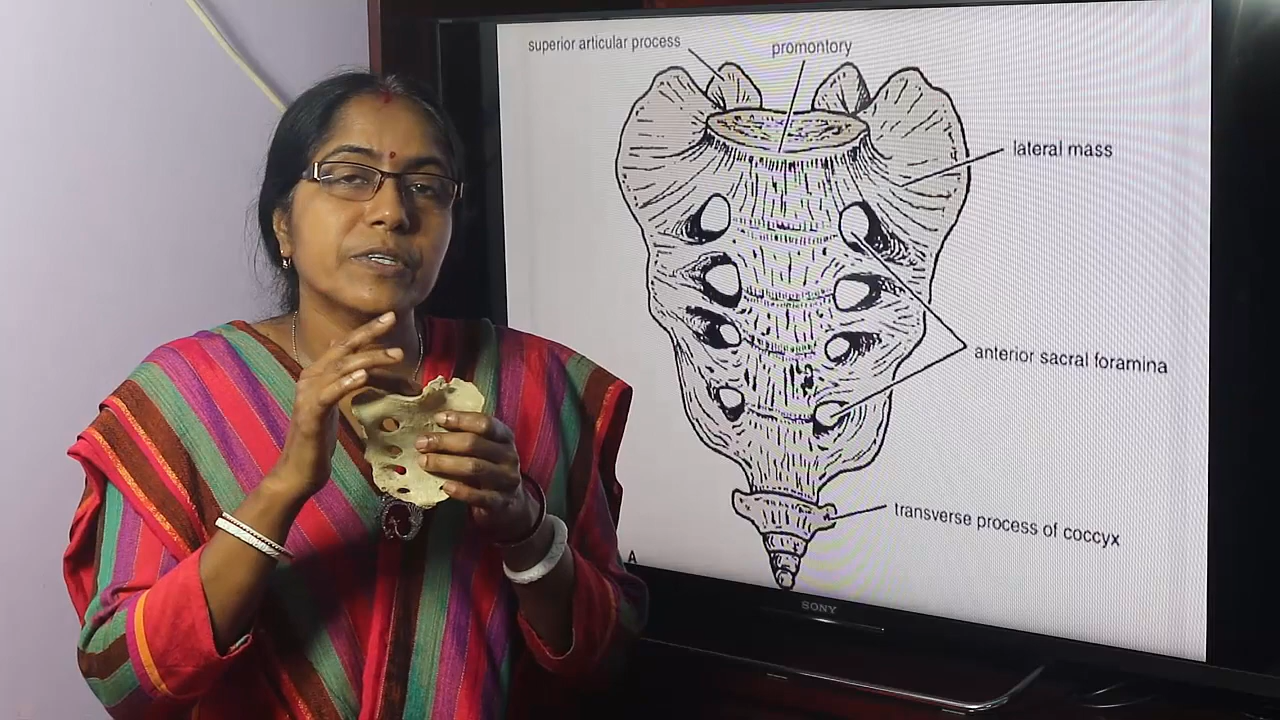 superior articular process
promontory
lateral mass
anterior sacral foramina
transverse process of coccyx
A
SONY